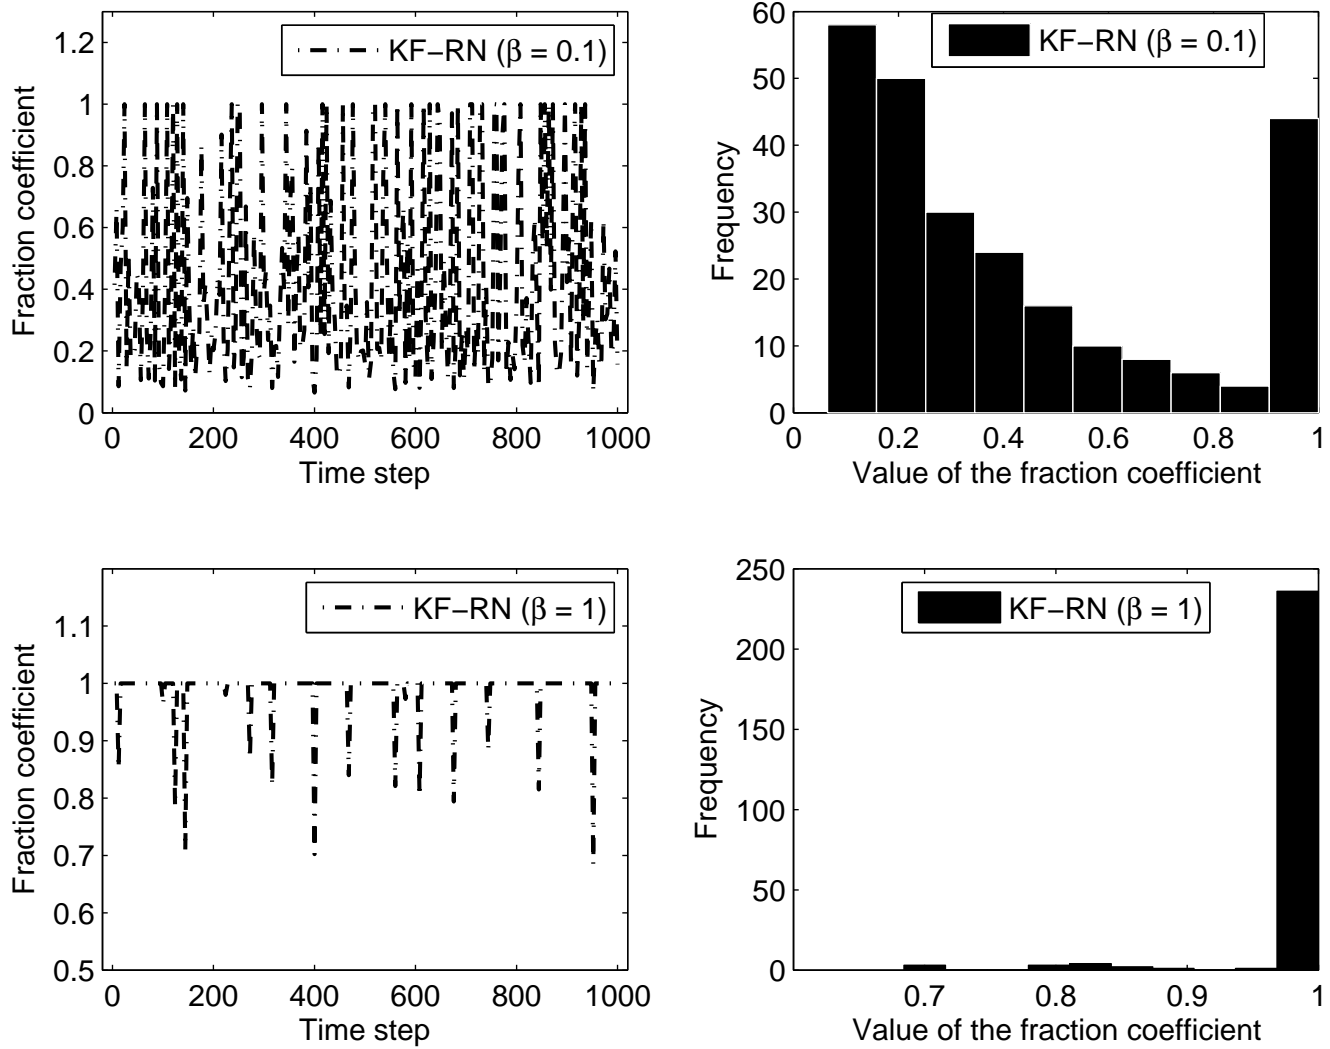 KF−RN (β = 0.1)
Fraction coefficient
1.2
1
0.8
0.6
0.4
0.2
0
0 200 400 600 800 1000
Time step
KF−RN (β = 0.1)
Frequency
60
50
40
30
20
10
0
0 0.2 0.4 0.6 0.8 1
Value of the fraction coefficient
KF−RN (β = 1)
Fraction coefficient
1.1
1
0.9
0.8
0.7
0.6
0.5
0 200 400 600 800 1000
Time step
KF−RN (β = 1)
Frequency
250
200
150
100
50
0
0.7 0.8 0.9 1
Value of the fraction coefficient